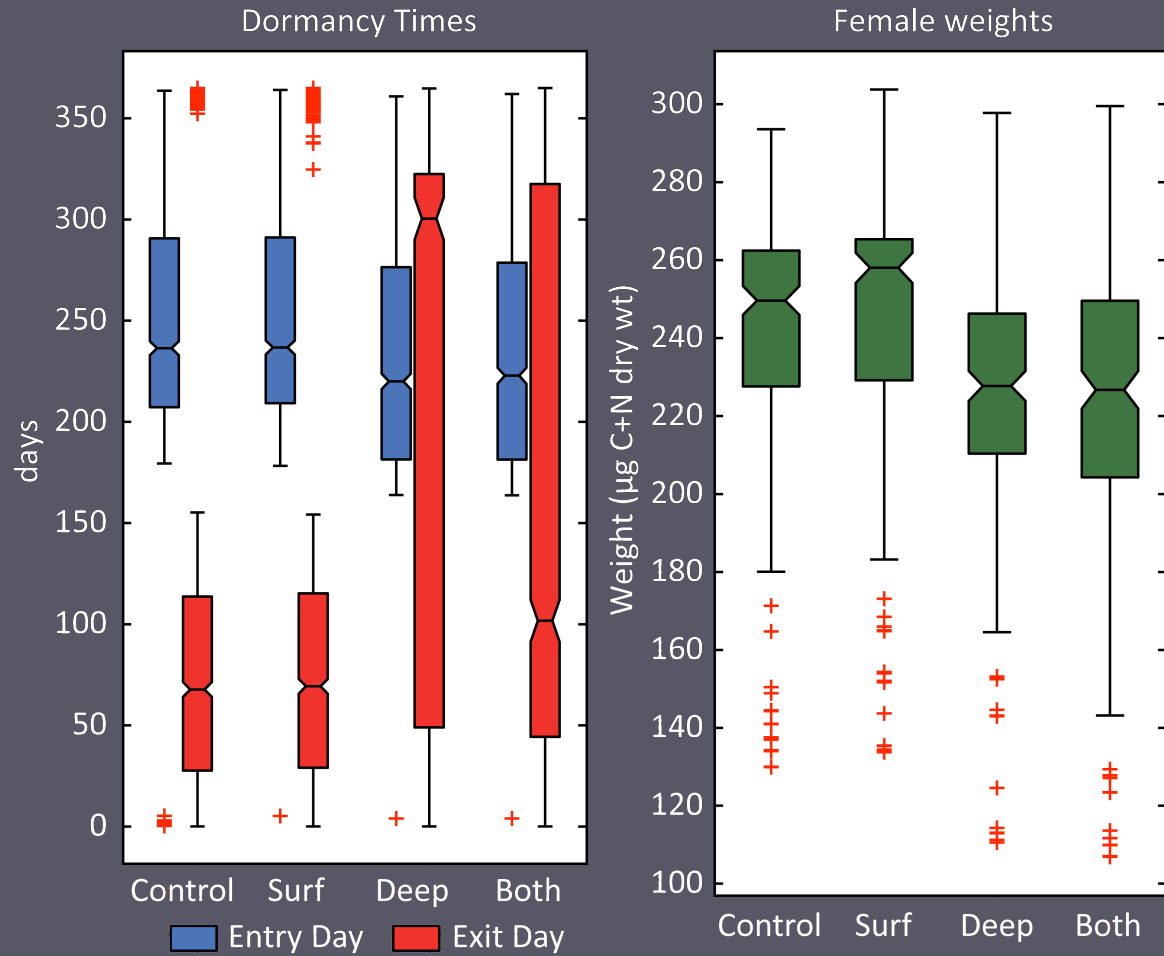 Dormancy Times
days
350
300
250
200
150
100
50
0
Control Surf Deep Both
Entry Day Exit Day
Female weights
Weight (µg C+N dry wt)
300
280
260
240
220
200
180
160
140
120
100
Control Surf Deep Both